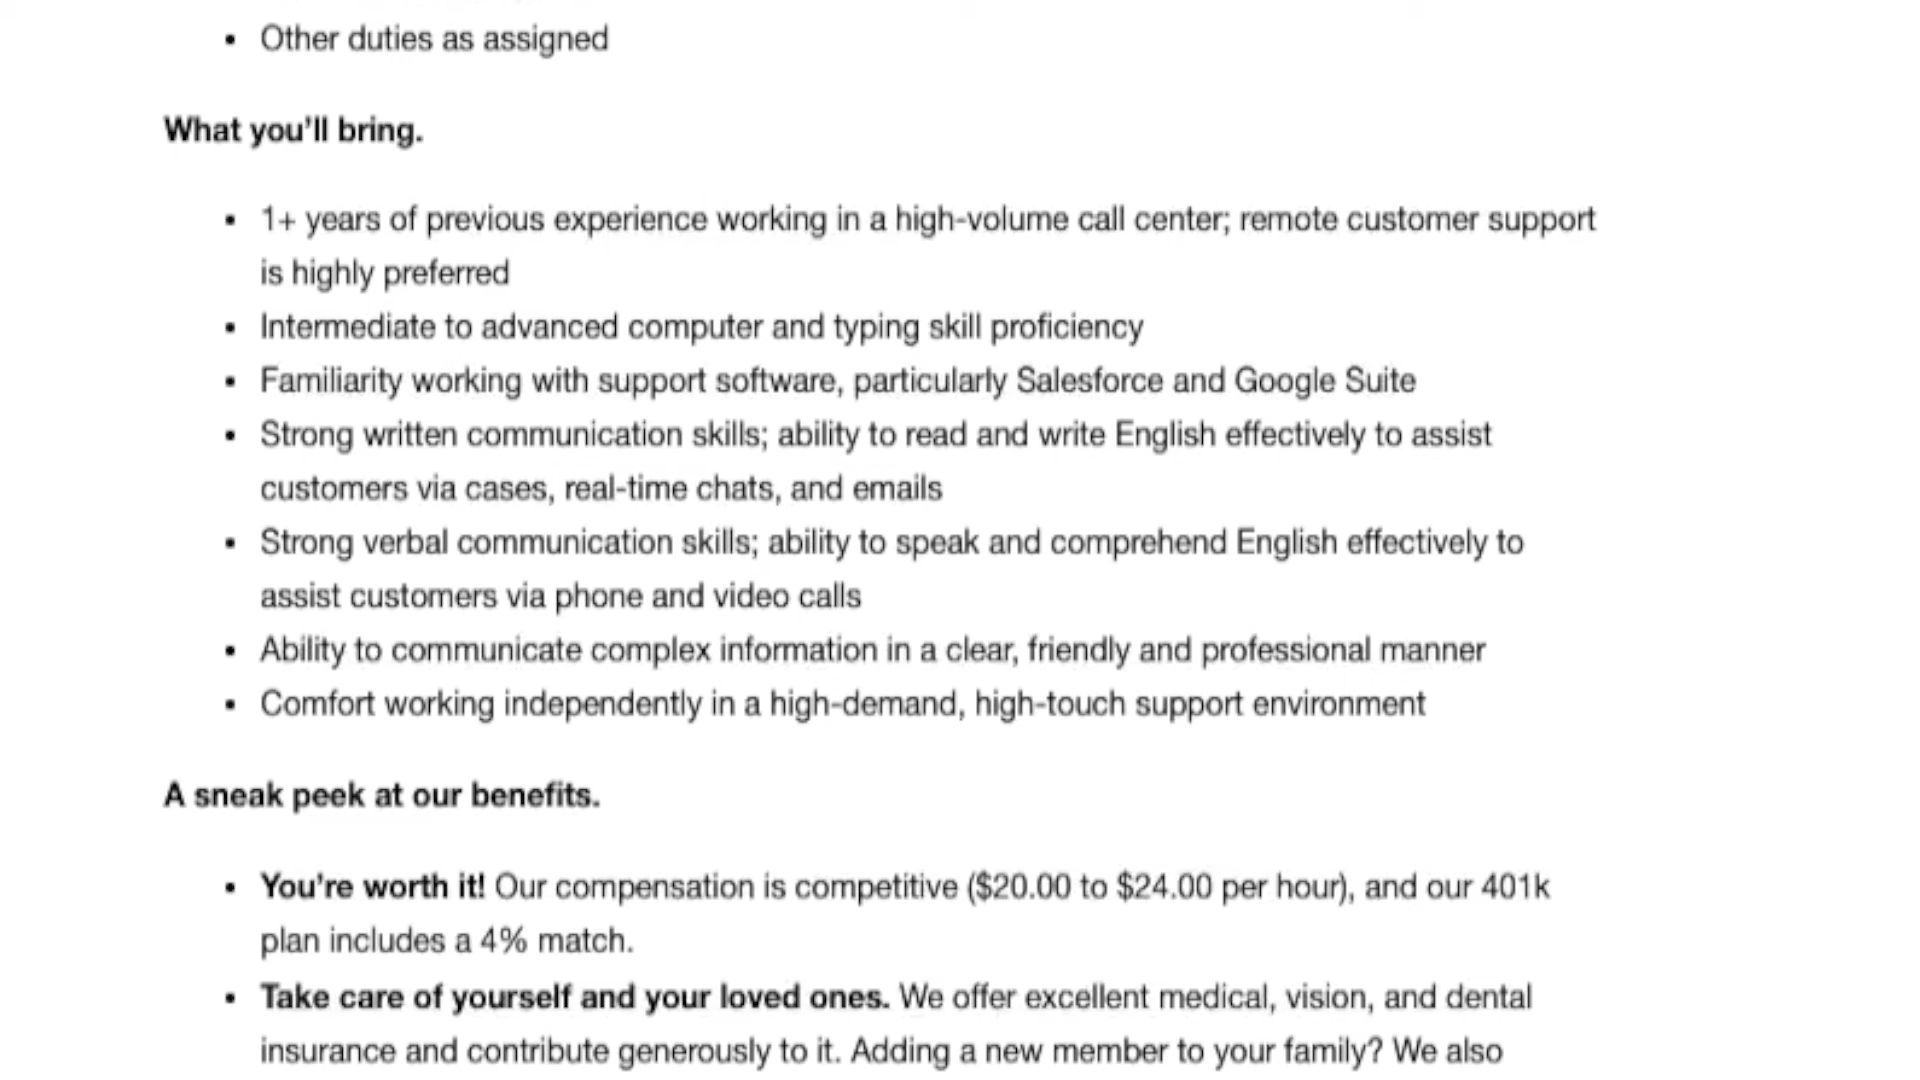 • Other duties as assigned
What you'll bring.
• 1+ years of previous experience working in a high-volume call center; remote customer support
is highly preferred
• Intermediate to advanced computer and typing skill proficiency
• Familiarity working with support software, particularly Salesforce and Google Suite
• Strong written communication skills; ability to read and write English effectively to assist
customers via cases, real-time chats, and emails
• Strong verbal communication skills; ability to speak and comprehend English effectively to
assist customers via phone and video calls
• Ability to communicate complex information in a clear, friendly and professional manner
• Comfort working independently in a high-demand, high-touch support environment
A sneak peek at our benefits.
• You're worth it! Our compensation is competitive ($20.00 to $24.00 per hour), and our 401k
plan includes a 4% match.
• Take care of yourself and your loved ones. We offer excellent medical, vision, and dental
insurance and contribute generously to it. Adding a new member to your family? We also